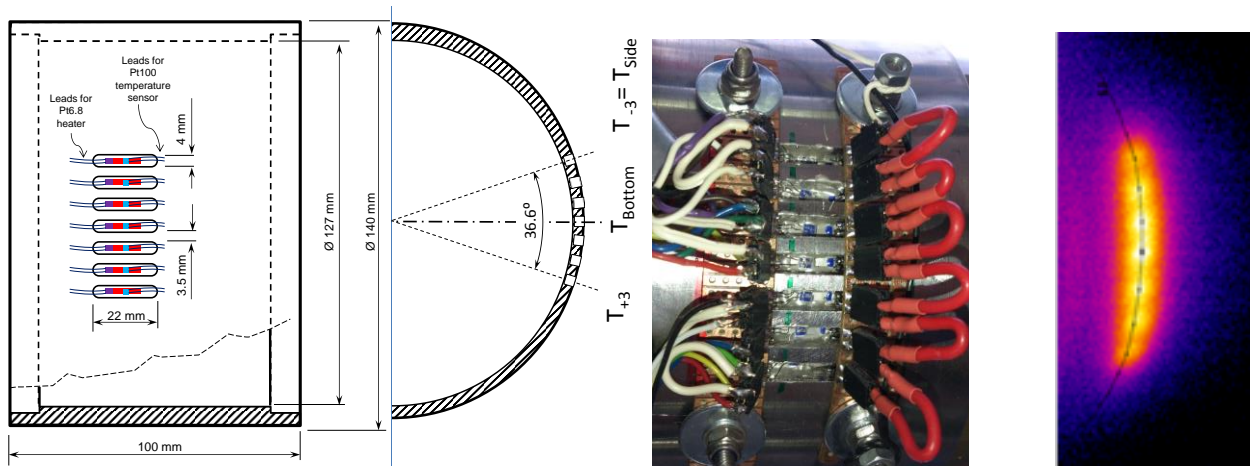 Leads for
Pt100
temperature
sensor
Leads for
Pt6.8
heater
4 mm
3.5 mm
22 mm
100 mm
Ø 127 mm
Ø 140 mm
36.6º
T-3 = TSide
TBottom
T+3